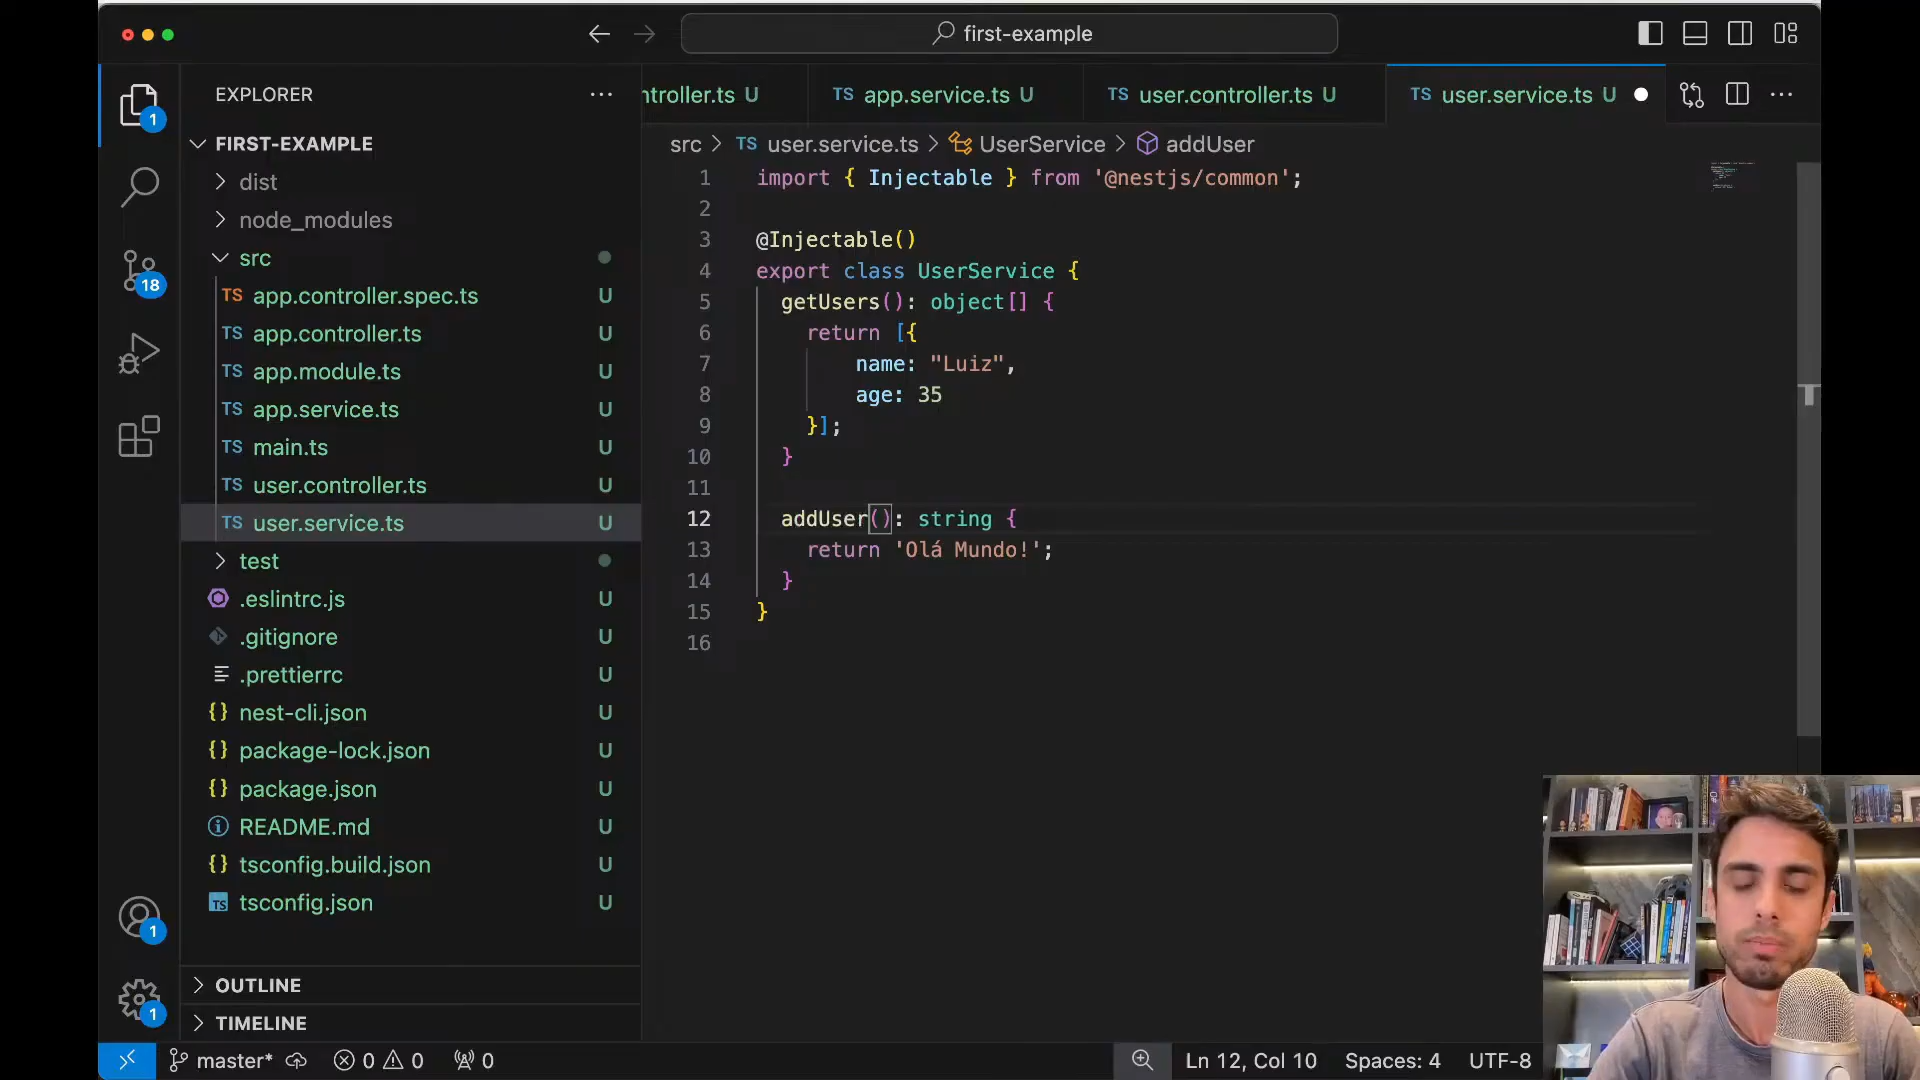 first-example
EXPLORER
ntroller.ts U
TS app.service.ts U
TS user.controller.ts U
TS user.service.ts U
FIRST-EXAMPLE
src > TS user.service.ts > UserService > addUser
dist
node_modules
src
TS app.controller.spec.ts U
TS app.controller.ts U
TS app.module.ts U
TS app.service.ts U
TS main.ts U
TS user.controller.ts U
TS user.service.ts U
test
.eslintrc.js U
.gitignore U
.prettierrc U
{} nest-cli.json U
{} package-lock.json U
{} package.json U
README.md U
{} tsconfig.build.json U
TS tsconfig.json U
OUTLINE
TIMELINE
1
18
1
1
1 import { Injectable } from '@nestjs/common';
2
3 @Injectable()
4 export class UserService {
5 getUsers(): object[] {
6 return [{
7 name: "Luiz",
8 age: 35
9 }];
10 }
11
12 addUser(): string {
13 return 'Olá Mundo!';
14 }
15 }
16
master* 0 0 0
Ln 12, Col 10 Spaces: 4 UTF-8